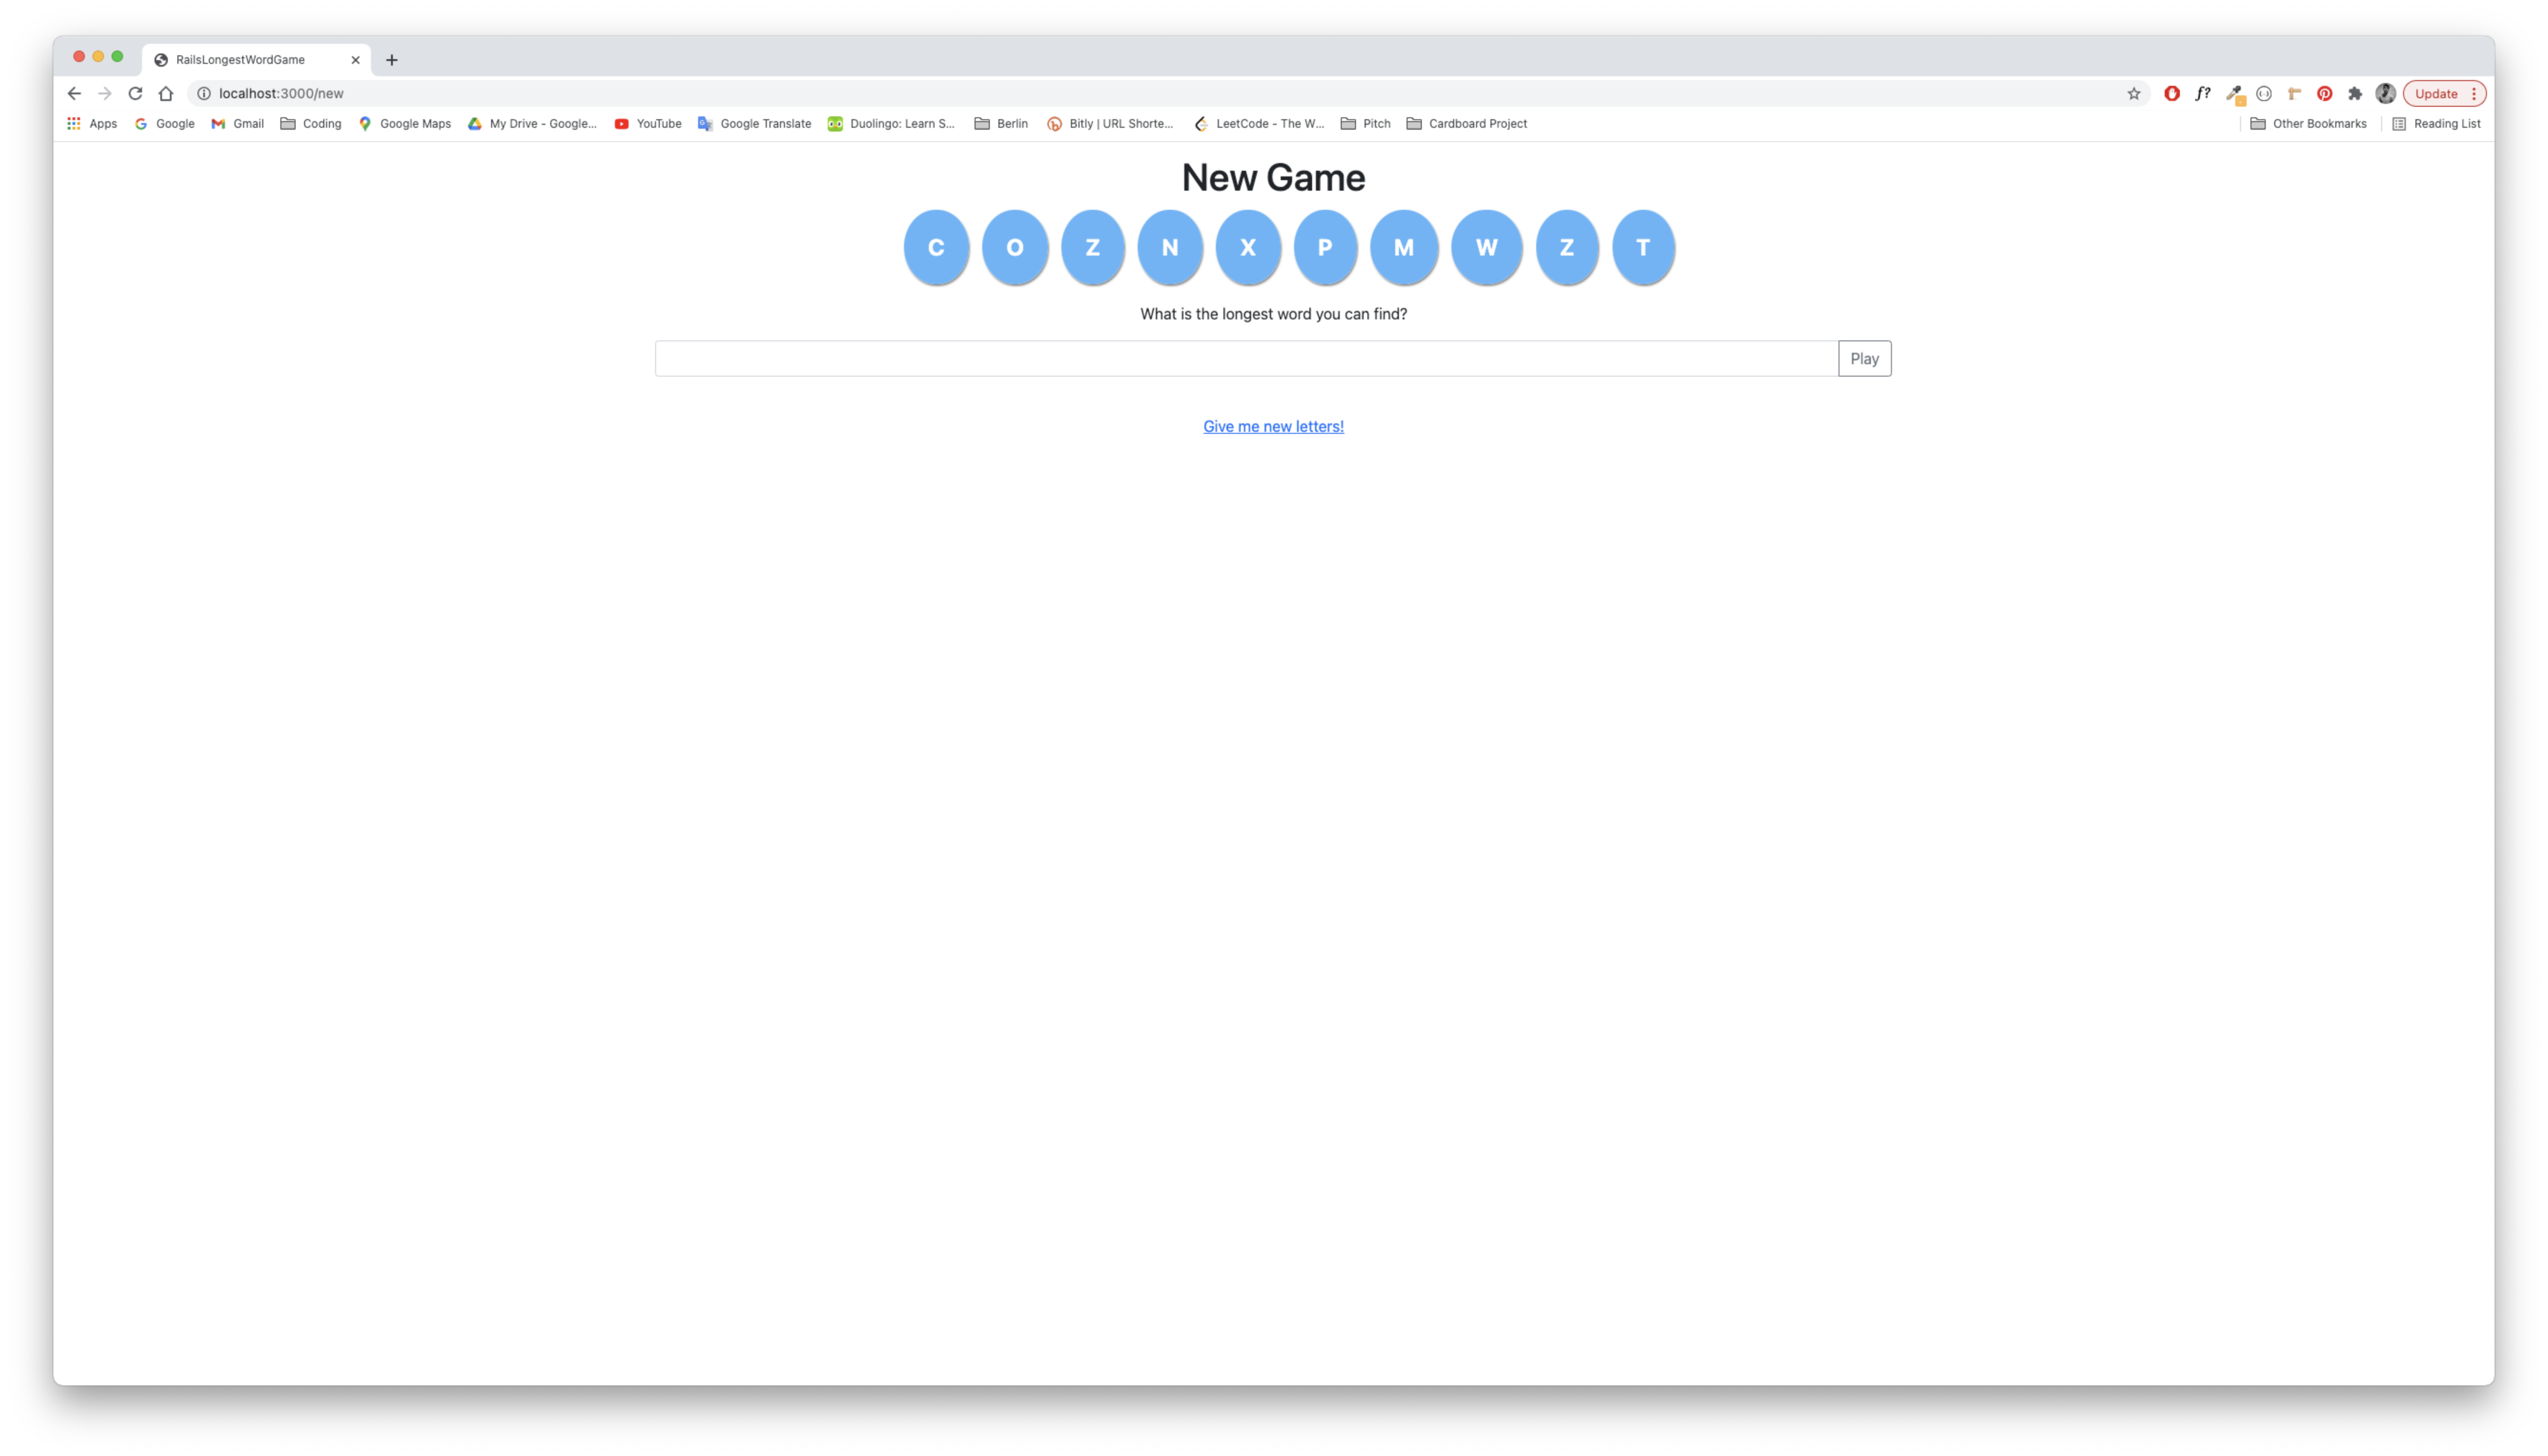 RailsLongestWordGame
localhost:3000/new
Update
Apps Google Gmail Coding Google Maps My Drive - Google... YouTube Google Translate Duolingo: Learn S... Berlin Bitly | URL Shorte... LeetCode - The W... Pitch Cardboard Project Other Bookmarks Reading List
New Game
C O Z N X P M W Z T
What is the longest word you can find?
Play
Give me new letters!